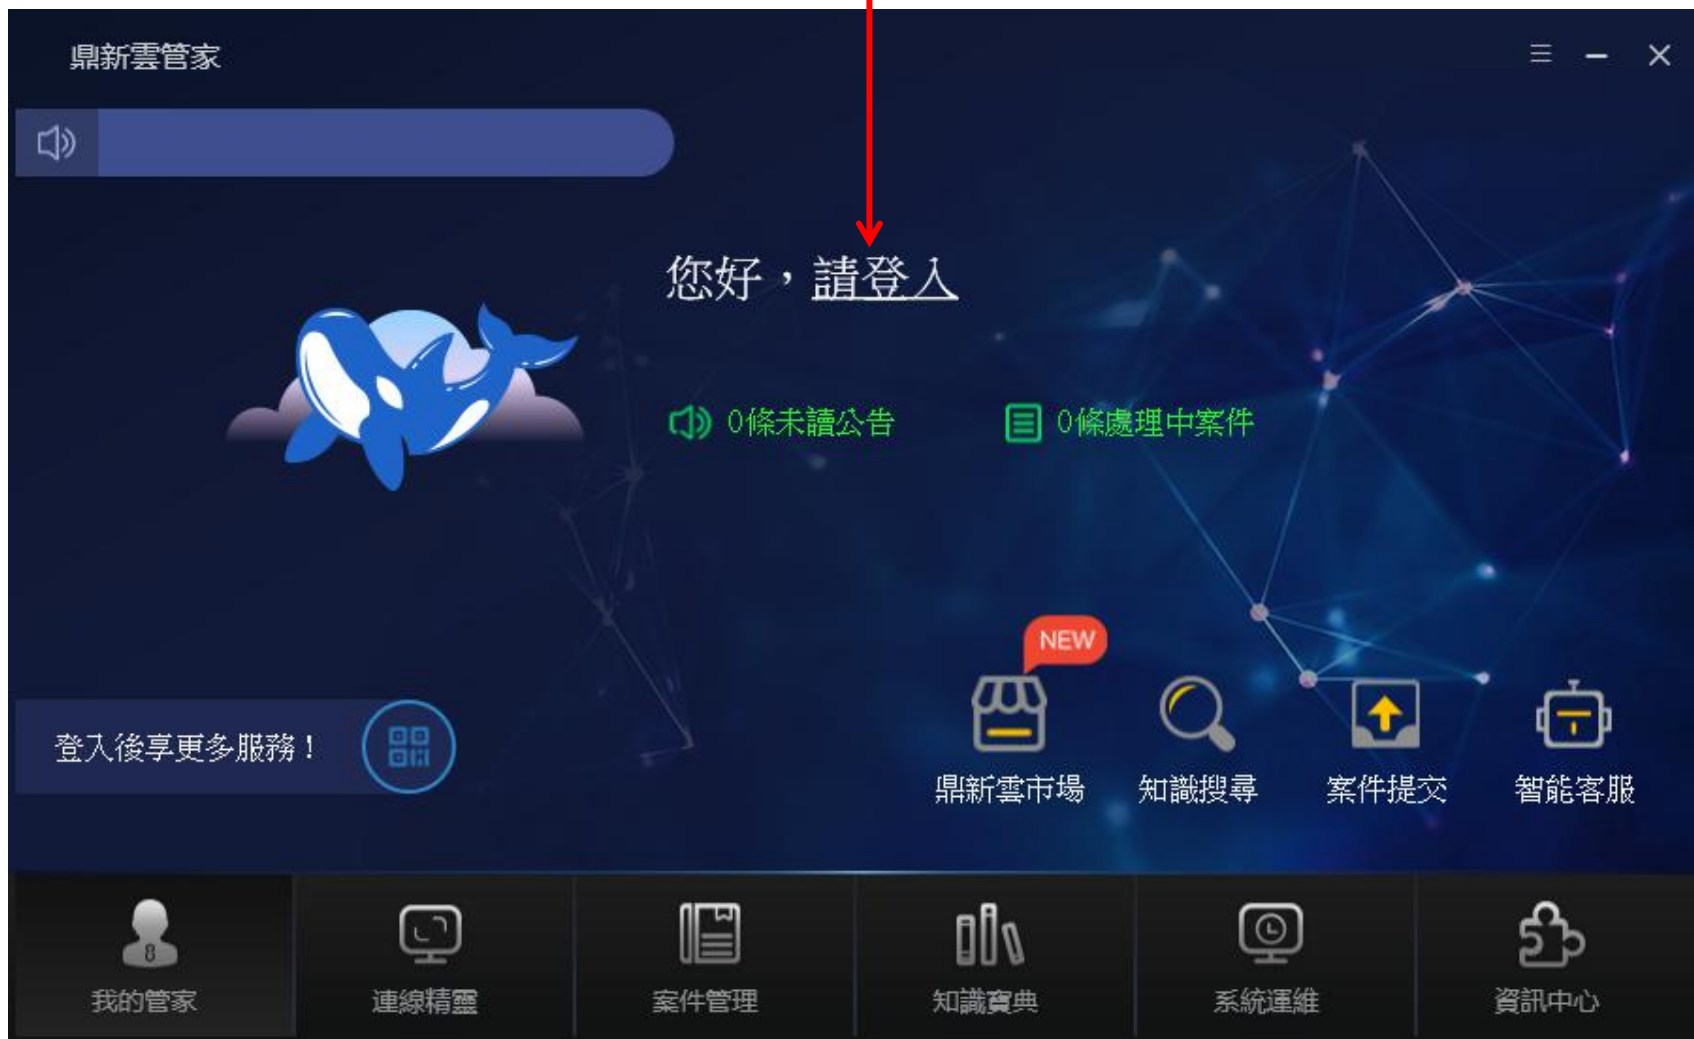 鼎新雲管家
您好，請登入
0條未讀公告
0條處理中案件
NEW
登入後享更多服務！
鼎新雲市場
知識搜尋
案件提交
智能客服
我的管家
連線精靈
案件管理
知識寶典
系統運維
資訊中心